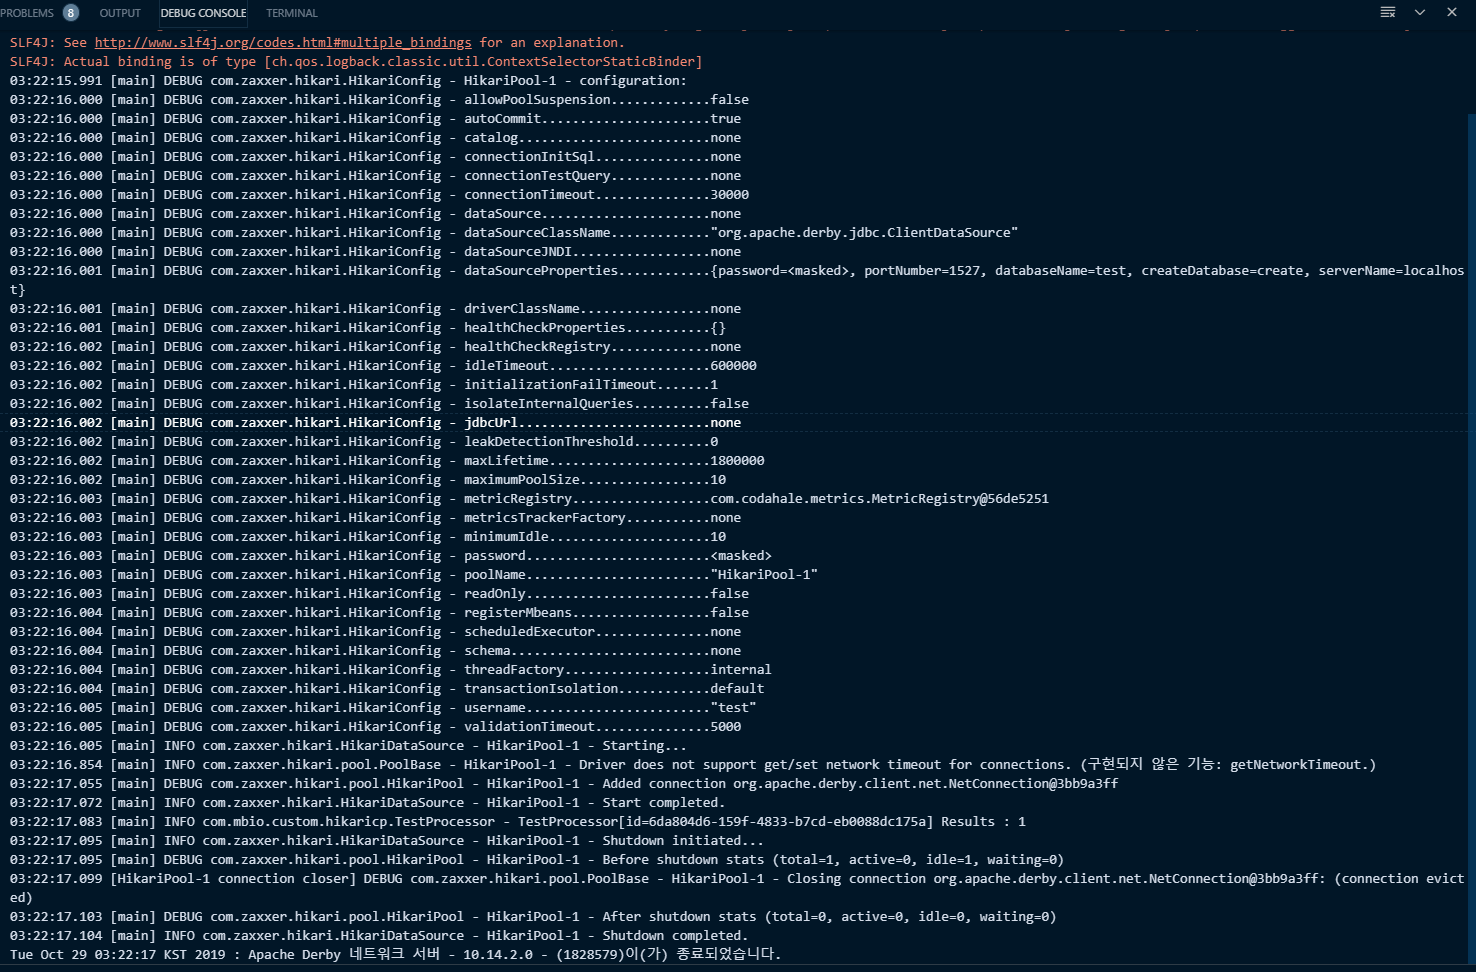 PROBLEMS 8 OUTPUT DEBUG CONSOLE TERMINAL
SLF4J: See http://www.slf4j.org/codes.html#multiple_bindings for an explanation.
SLF4J: Actual binding is of type [ch.qos.logback.classic.util.ContextSelectorStaticBinder]
03:22:15.991 [main] DEBUG com.zaxxer.hikari.HikariConfig - HikariPool-1 - configuration:
03:22:16.000 [main] DEBUG com.zaxxer.hikari.HikariConfig - allowPoolSuspension.............false
03:22:16.000 [main] DEBUG com.zaxxer.hikari.HikariConfig - autoCommit......................true
03:22:16.000 [main] DEBUG com.zaxxer.hikari.HikariConfig - catalog.........................none
03:22:16.000 [main] DEBUG com.zaxxer.hikari.HikariConfig - connectionInitSql...............none
03:22:16.000 [main] DEBUG com.zaxxer.hikari.HikariConfig - connectionTestQuery.............none
03:22:16.000 [main] DEBUG com.zaxxer.hikari.HikariConfig - connectionTimeout...............30000
03:22:16.000 [main] DEBUG com.zaxxer.hikari.HikariConfig - dataSource......................none
03:22:16.000 [main] DEBUG com.zaxxer.hikari.HikariConfig - dataSourceClassName............."org.apache.derby.jdbc.ClientDataSource"
03:22:16.000 [main] DEBUG com.zaxxer.hikari.HikariConfig - dataSourceJNDI..................none
03:22:16.001 [main] DEBUG com.zaxxer.hikari.HikariConfig - dataSourceProperties............{password=<masked>, portNumber=1527, databaseName=test, createDatabase=create, serverName=localhos
t}
03:22:16.001 [main] DEBUG com.zaxxer.hikari.HikariConfig - driverClassName.................none
03:22:16.001 [main] DEBUG com.zaxxer.hikari.HikariConfig - healthCheckProperties...........{}
03:22:16.002 [main] DEBUG com.zaxxer.hikari.HikariConfig - healthCheckRegistry.............none
03:22:16.002 [main] DEBUG com.zaxxer.hikari.HikariConfig - idleTimeout.....................600000
03:22:16.002 [main] DEBUG com.zaxxer.hikari.HikariConfig - initializationFailTimeout.......1
03:22:16.002 [main] DEBUG com.zaxxer.hikari.HikariConfig - isolateInternalQueries..........false
03:22:16.002 [main] DEBUG com.zaxxer.hikari.HikariConfig - jdbcUrl.........................none
03:22:16.002 [main] DEBUG com.zaxxer.hikari.HikariConfig - leakDetectionThreshold..........0
03:22:16.002 [main] DEBUG com.zaxxer.hikari.HikariConfig - maxLifetime.....................1800000
03:22:16.002 [main] DEBUG com.zaxxer.hikari.HikariConfig - maximumPoolSize.................10
03:22:16.003 [main] DEBUG com.zaxxer.hikari.HikariConfig - metricRegistry..................com.codahale.metrics.MetricRegistry@56de5251
03:22:16.003 [main] DEBUG com.zaxxer.hikari.HikariConfig - metricsTrackerFactory...........none
03:22:16.003 [main] DEBUG com.zaxxer.hikari.HikariConfig - minimumIdle.....................10
03:22:16.003 [main] DEBUG com.zaxxer.hikari.HikariConfig - password........................<masked>
03:22:16.003 [main] DEBUG com.zaxxer.hikari.HikariConfig - poolName........................"HikariPool-1"
03:22:16.003 [main] DEBUG com.zaxxer.hikari.HikariConfig - readOnly........................false
03:22:16.004 [main] DEBUG com.zaxxer.hikari.HikariConfig - registerMbeans..................false
03:22:16.004 [main] DEBUG com.zaxxer.hikari.HikariConfig - scheduledExecutor...............none
03:22:16.004 [main] DEBUG com.zaxxer.hikari.HikariConfig - schema..........................none
03:22:16.004 [main] DEBUG com.zaxxer.hikari.HikariConfig - threadFactory...................internal
03:22:16.004 [main] DEBUG com.zaxxer.hikari.HikariConfig - transactionIsolation............default
03:22:16.005 [main] DEBUG com.zaxxer.hikari.HikariConfig - username........................"test"
03:22:16.005 [main] DEBUG com.zaxxer.hikari.HikariConfig - validationTimeout...............5000
03:22:16.005 [main] INFO com.zaxxer.hikari.HikariDataSource - HikariPool-1 - Starting...
03:22:16.854 [main] INFO com.zaxxer.hikari.pool.PoolBase - HikariPool-1 - Driver does not support get/set network timeout for connections. (구현되지 않은 기능: getNetworkTimeout.)
03:22:17.055 [main] DEBUG com.zaxxer.hikari.pool.HikariPool - HikariPool-1 - Added connection org.apache.derby.client.net.NetConnection@3bb9a3ff
03:22:17.072 [main] INFO com.zaxxer.hikari.HikariDataSource - HikariPool-1 - Start completed.
03:22:17.083 [main] INFO com.mbio.custom.hikaricp.TestProcessor - TestProcessor[id=6da804d6-159f-4833-b7cd-eb0088dc175a] Results : 1
03:22:17.095 [main] INFO com.zaxxer.hikari.HikariDataSource - HikariPool-1 - Shutdown initiated...
03:22:17.095 [main] DEBUG com.zaxxer.hikari.pool.HikariPool - HikariPool-1 - Before shutdown stats (total=1, active=0, idle=1, waiting=0)
03:22:17.099 [HikariPool-1 connection closer] DEBUG com.zaxxer.hikari.pool.PoolBase - HikariPool-1 - Closing connection org.apache.derby.client.net.NetConnection@3bb9a3ff: (connection evict
ed)
03:22:17.103 [main] DEBUG com.zaxxer.hikari.pool.HikariPool - HikariPool-1 - After shutdown stats (total=0, active=0, idle=0, waiting=0)
03:22:17.104 [main] INFO com.zaxxer.hikari.HikariDataSource - HikariPool-1 - Shutdown completed.
Tue Oct 29 03:22:17 KST 2019 : Apache Derby 네트워크 서버 - 10.14.2.0 - (1828579)이(가) 종료되었습니다.